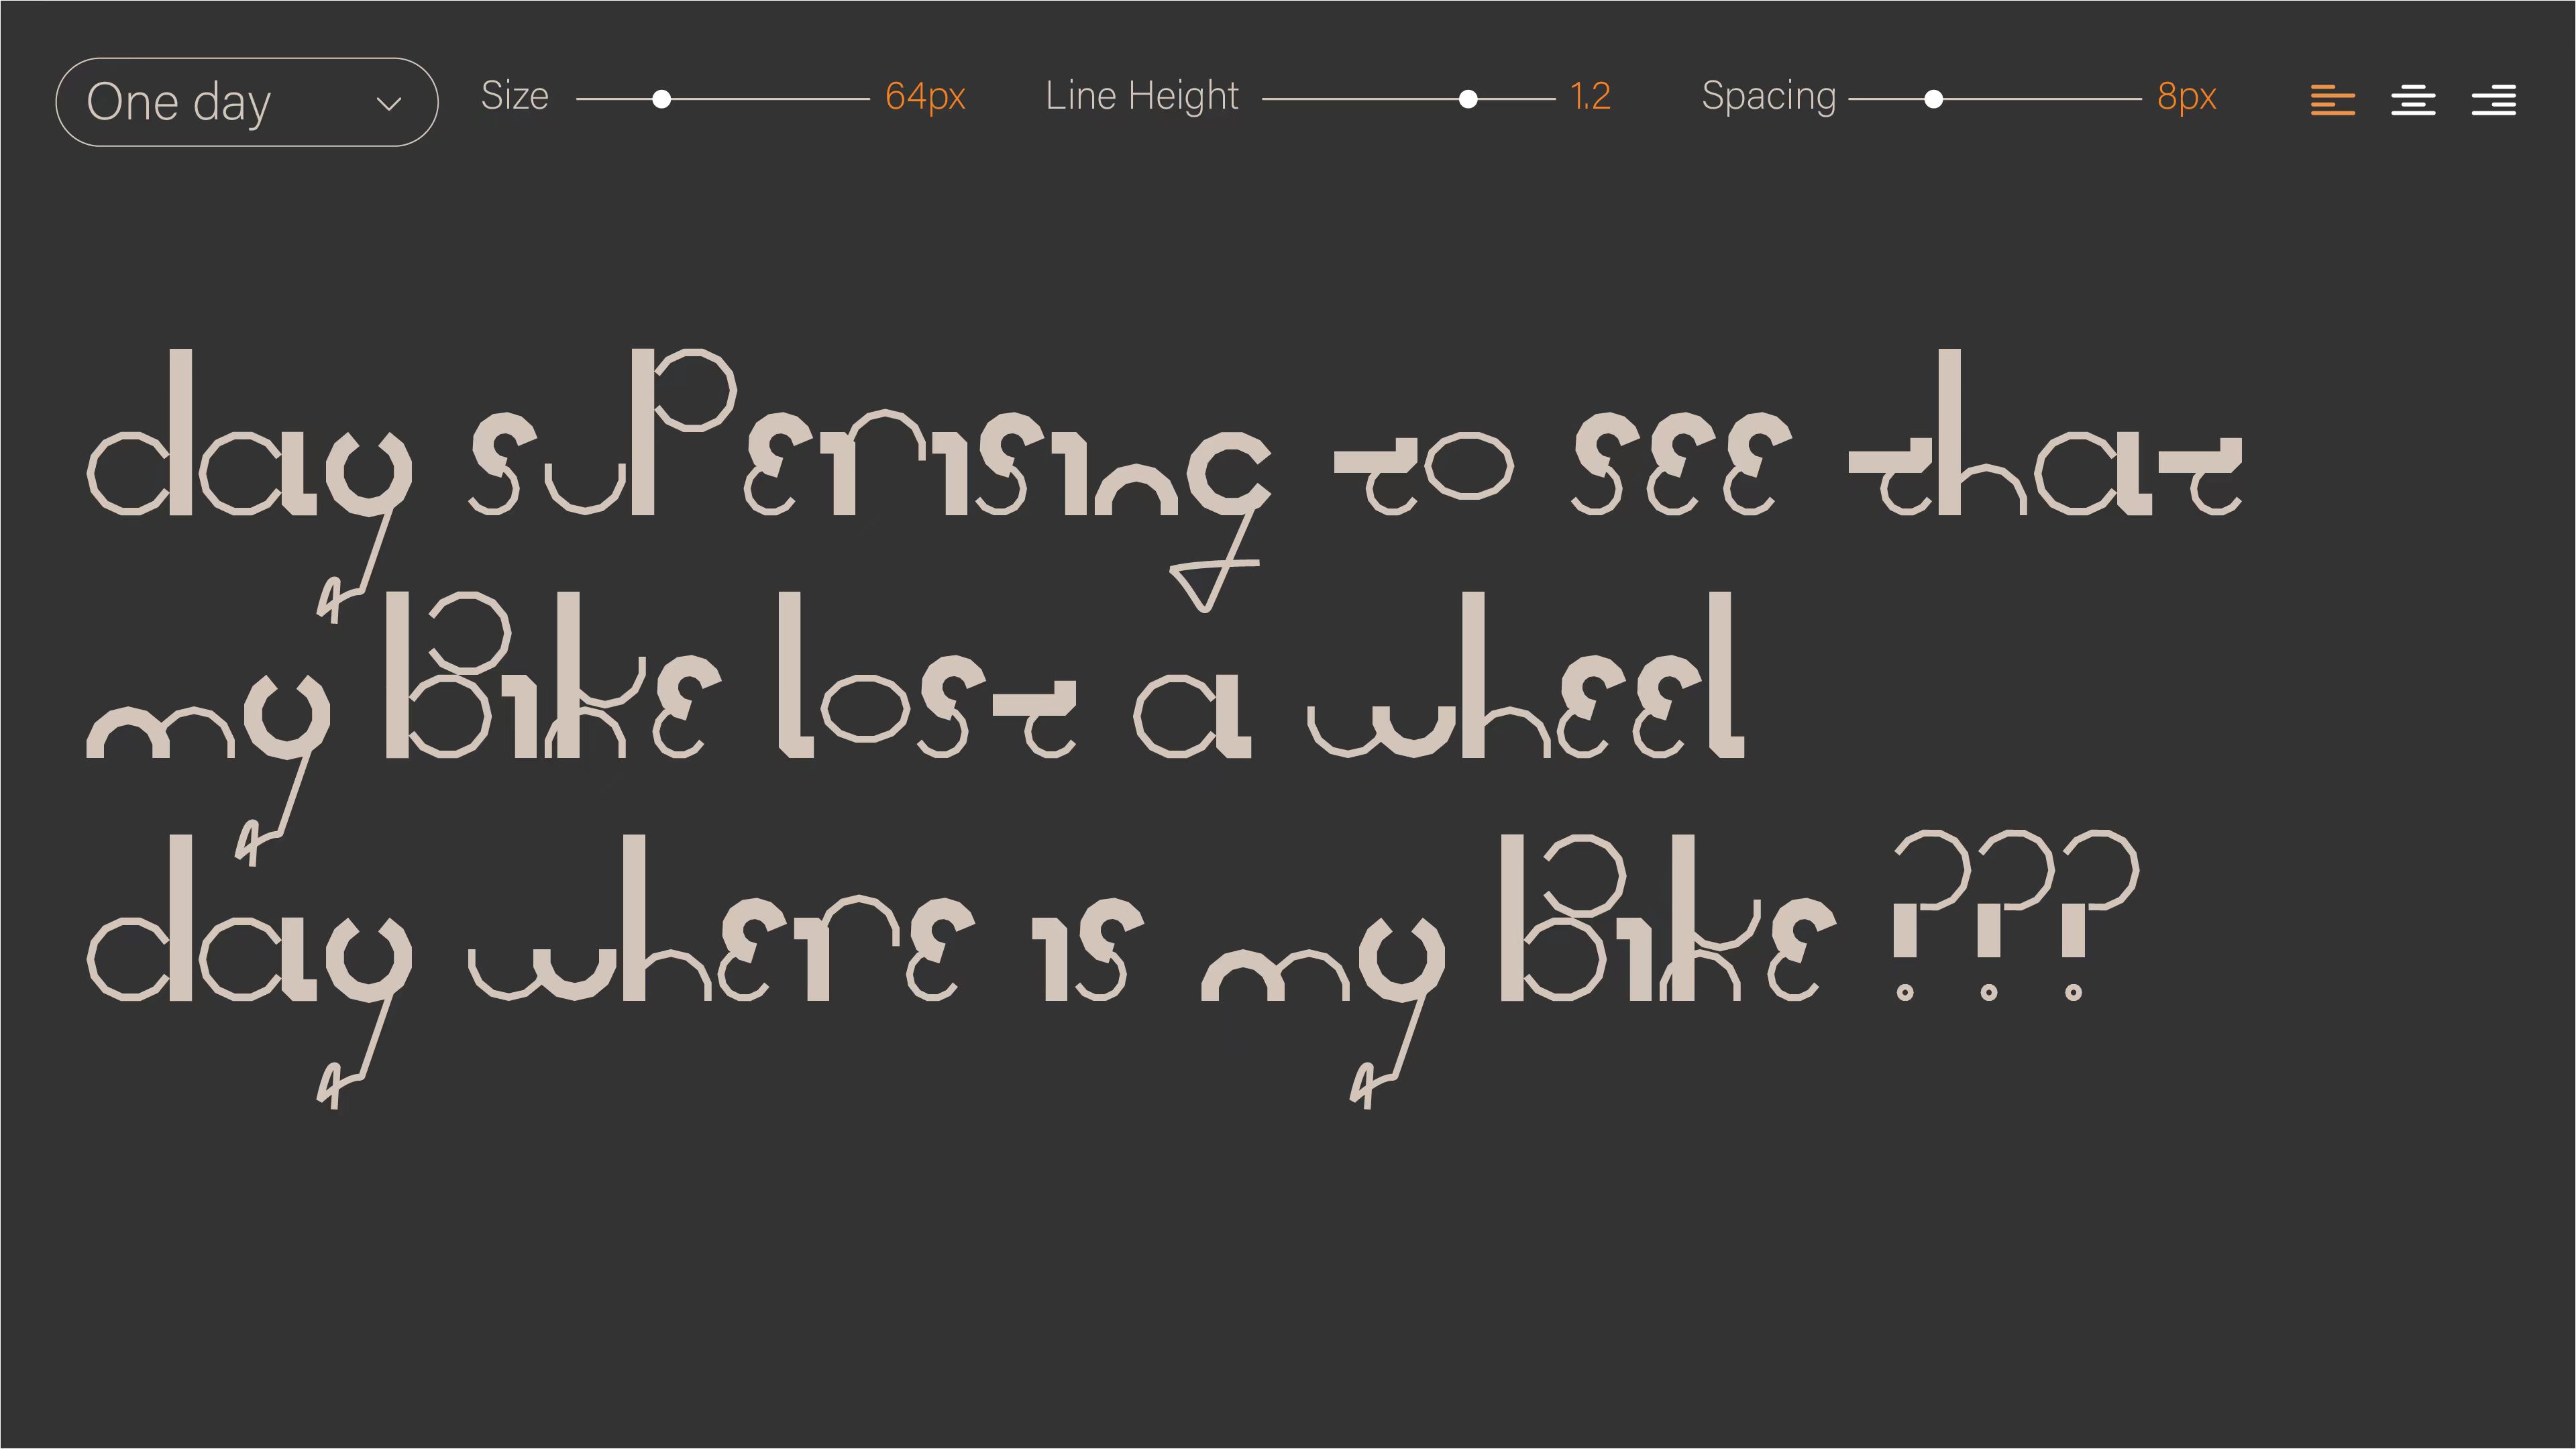 One day Size 64px Line Height 1.2 Spacing 8px
day superising to see that
my bike lost a wheel
day where is my bike ???